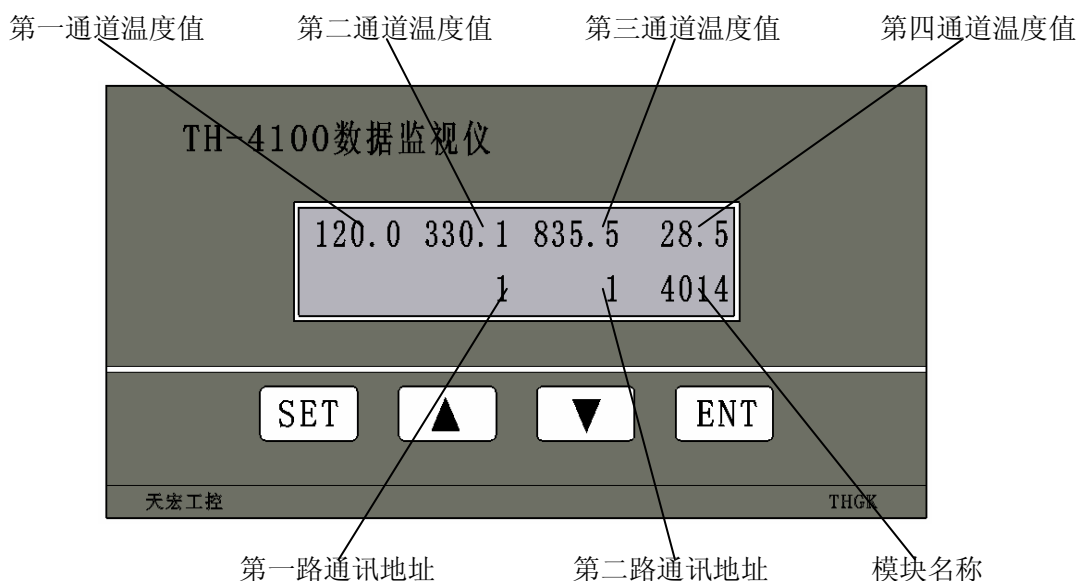 第一通道温度值 第二通道温度值 第三通道温度值 第四通道温度值
TH-4100数据监视仪
120.0 330.1 835.5 28.5
1 1 4014
SET ▲ ▼ ENT
天宏工控 THGK
第一路通讯地址 第二路通讯地址 模块名称